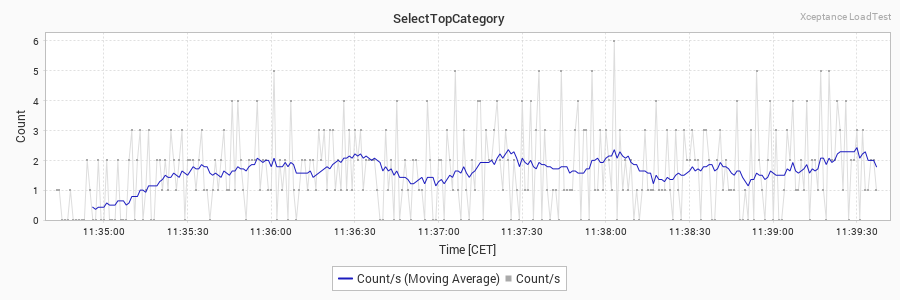 SelectTopCategory
Xceptance LoadTest
6
5
4
3
2
1
0
Count
11:35:00 11:35:30 11:36:00 11:36:30 11:37:00 11:37:30 11:38:00 11:38:30 11:39:00 11:39:30
Time [CET]
Count/s (Moving Average) Count/s